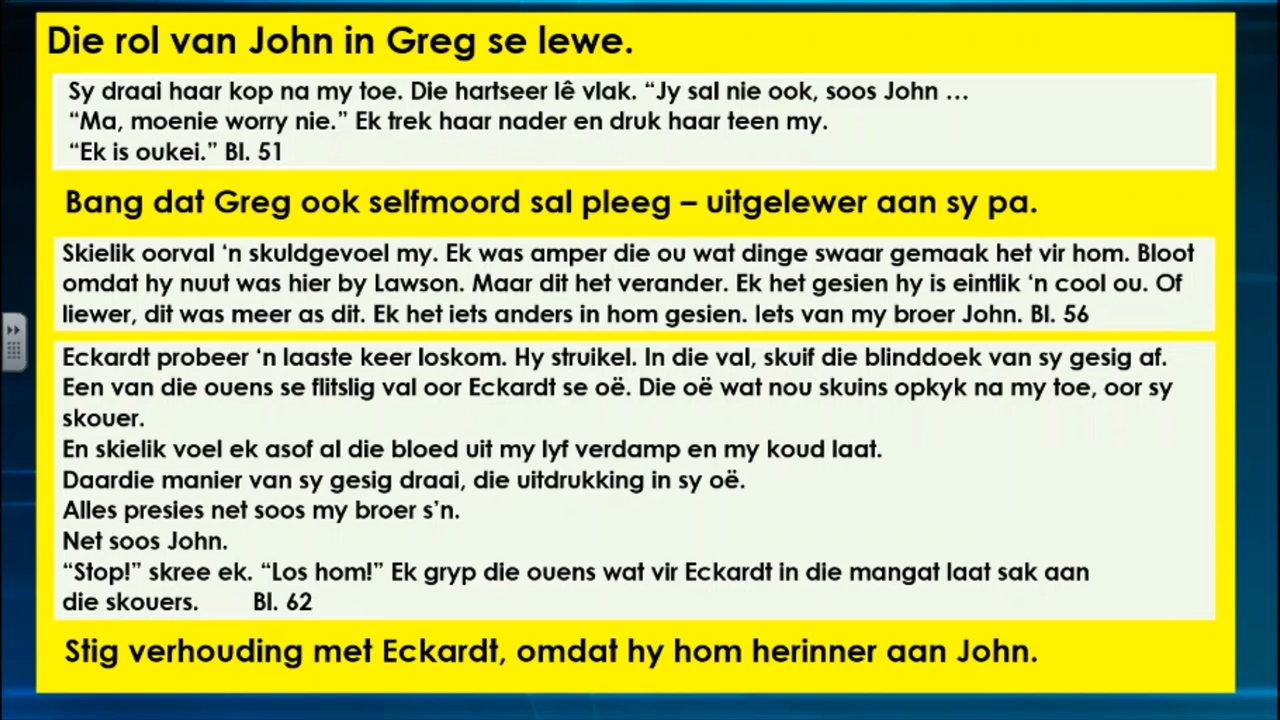 Die rol van John in Greg se lewe.
Sy draai haar kop na my toe. Die hartseer lê vlak. “Jy sal nie ook, soos John …
“Ma, moenie worry nie.” Ek trek haar nader en druk haar teen my.
“Ek is oukei.” Bl. 51
Bang dat Greg ook selfmoord sal pleeg – uitgelewer aan sy pa.
Skielik oorval ‘n skuldgevoel my. Ek was amper die ou wat dinge swaar gemaak het vir hom. Bloot
omdat hy nuut was hier by Lawson. Maar dit het verander. Ek het gesien hy is eintlik ‘n cool ou. Of
liewer, dit was meer as dit. Ek het iets anders in hom gesien. Iets van my broer John. Bl. 56
Eckardt probeer ‘n laaste keer loskom. Hy struikel. In die val, skuif die blinddoek van sy gesig af.
Een van die ouens se flitslig val oor Eckardt se oë. Die oë wat nou skuins opkyk na my toe, oor sy
skouer.
En skielik voel ek asof al die bloed uit my lyf verdamp en my koud laat.
Daardie manier van sy gesig draai, die uitdrukking in sy oë.
Alles presies net soos my broer s’n.
Net soos John.
“Stop!” skree ek. “Los hom!” Ek gryp die ouens wat vir Eckardt in die mangat laat sak aan
die skouers. Bl. 62
Stig verhouding met Eckardt, omdat hy hom herinner aan John.